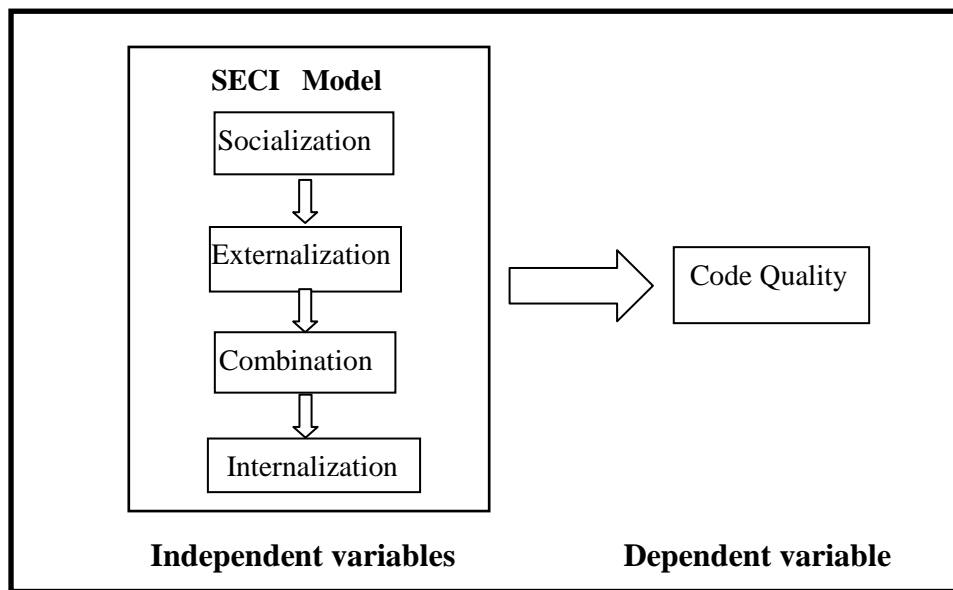 SECI Model
Socialization
Externalization
Combination
Internalization
Code Quality
Independent variables
Dependent variable